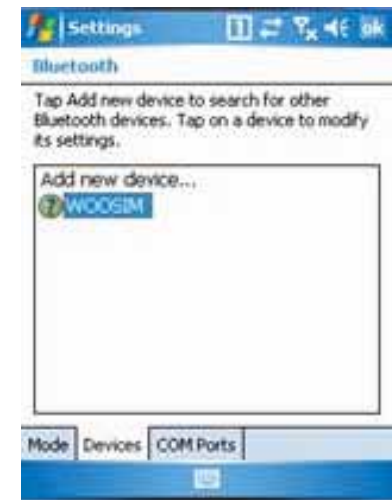 Settings 1 ok
Bluetooth
Tap Add new device to search for other
Bluetooth devices. Tap on a device to modify
its settings.
Add new device...
WOOSIM
Mode Devices COM Ports